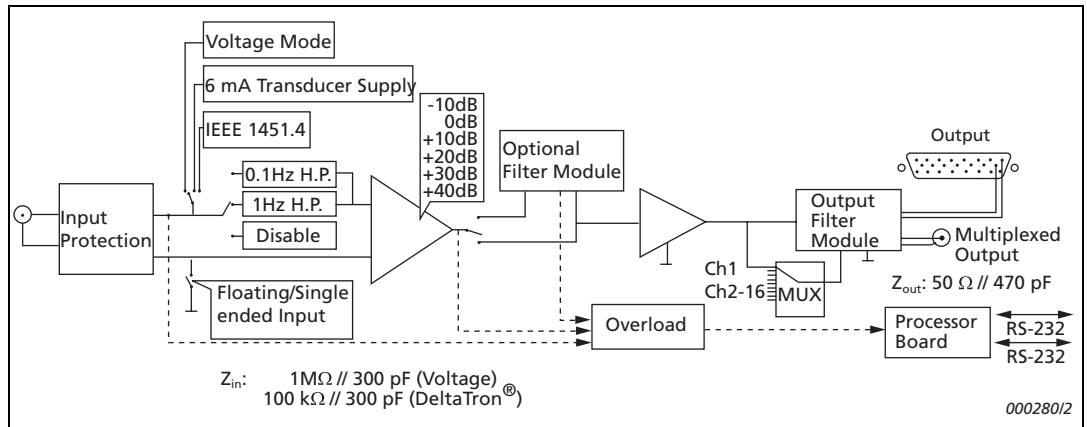 Voltage Mode
6 mA Transducer Supply
IEEE 1451.4
-10dB
0dB
+10dB
+20dB
+30dB
+40dB
0.1Hz H.P.
1Hz H.P.
Disable
Input
Protection
Floating/Single
ended Input
Optional
Filter Module
Output
Output
Filter
Module
Multiplexed
Output
Ch1
Ch2-16
MUX
Zout: 50 Ω // 470 pF
Overload
Processor
Board
RS-232
RS-232
Zin: 1MΩ // 300 pF (Voltage)
100 kΩ // 300 pF (DeltaTron®)
000280/2